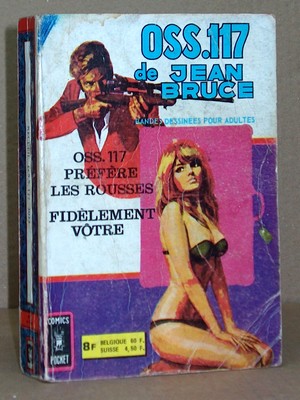 OSS.117
de JEAN
BRUCE
BANDES DESSINÉES POUR ADULTES
OSS.117
PRÉFÈRE
LES ROUSSES
FIDÈLEMENT
VÔTRE
COMICS
POCKET
8F
BELGIQUE 60 F.
SUISSE 4,50 F.